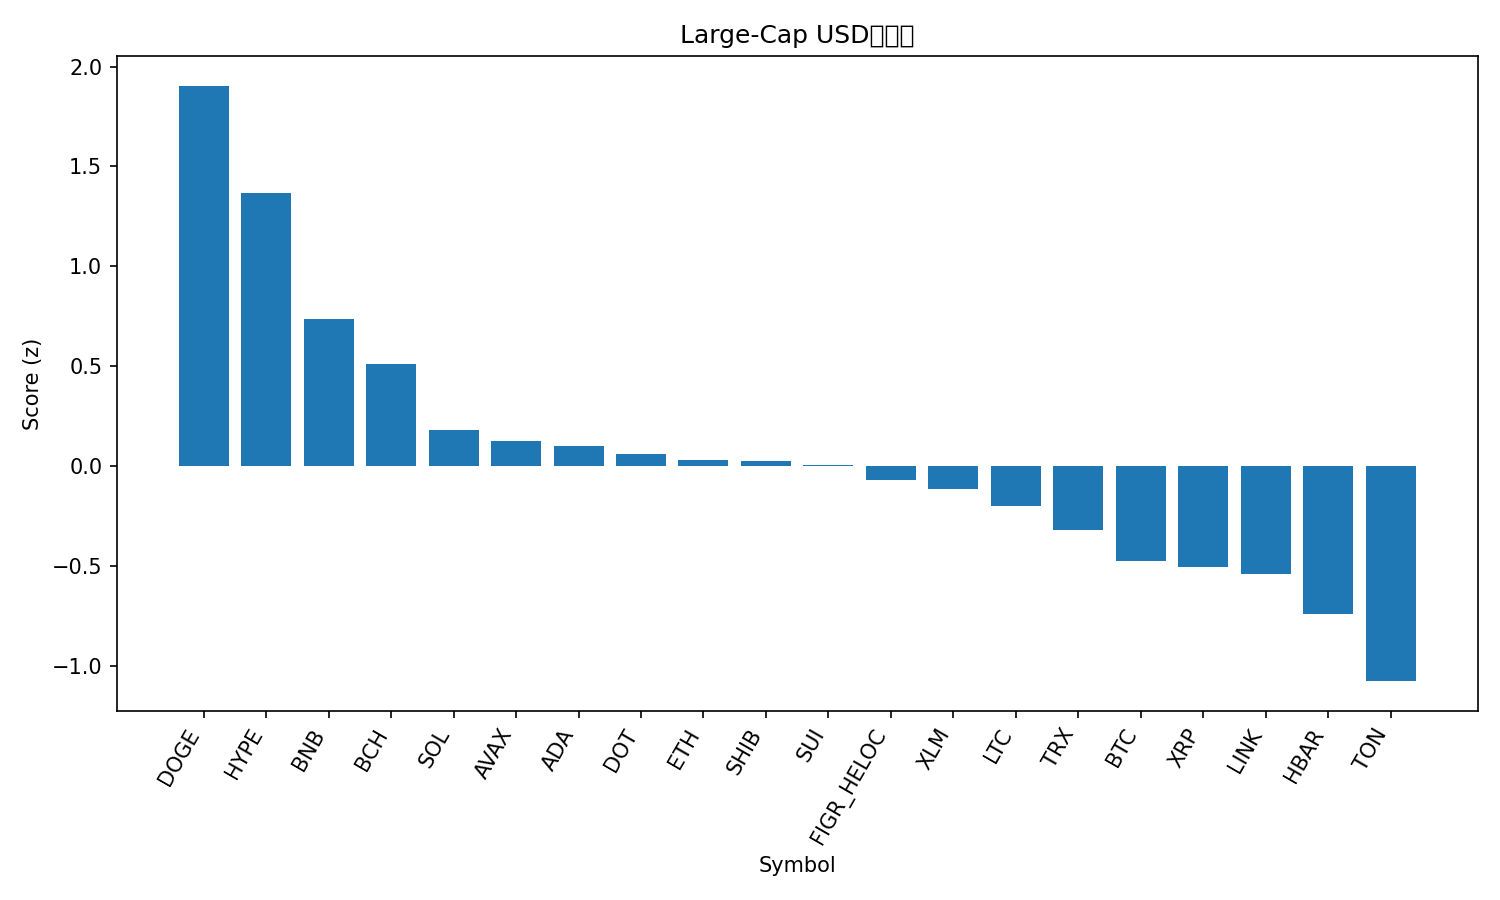 Large-Cap USD
Score (z)
2.0
1.5
1.0
0.5
0.0
−0.5
−1.0
DOGE
HYPE
BNB
BCH
SOL
AVAX
ADA
DOT
ETH
SHIB
SUI
FIGR_HELOC
XLM
LTC
TRX
BTC
XRP
LINK
HBAR
TON
Symbol